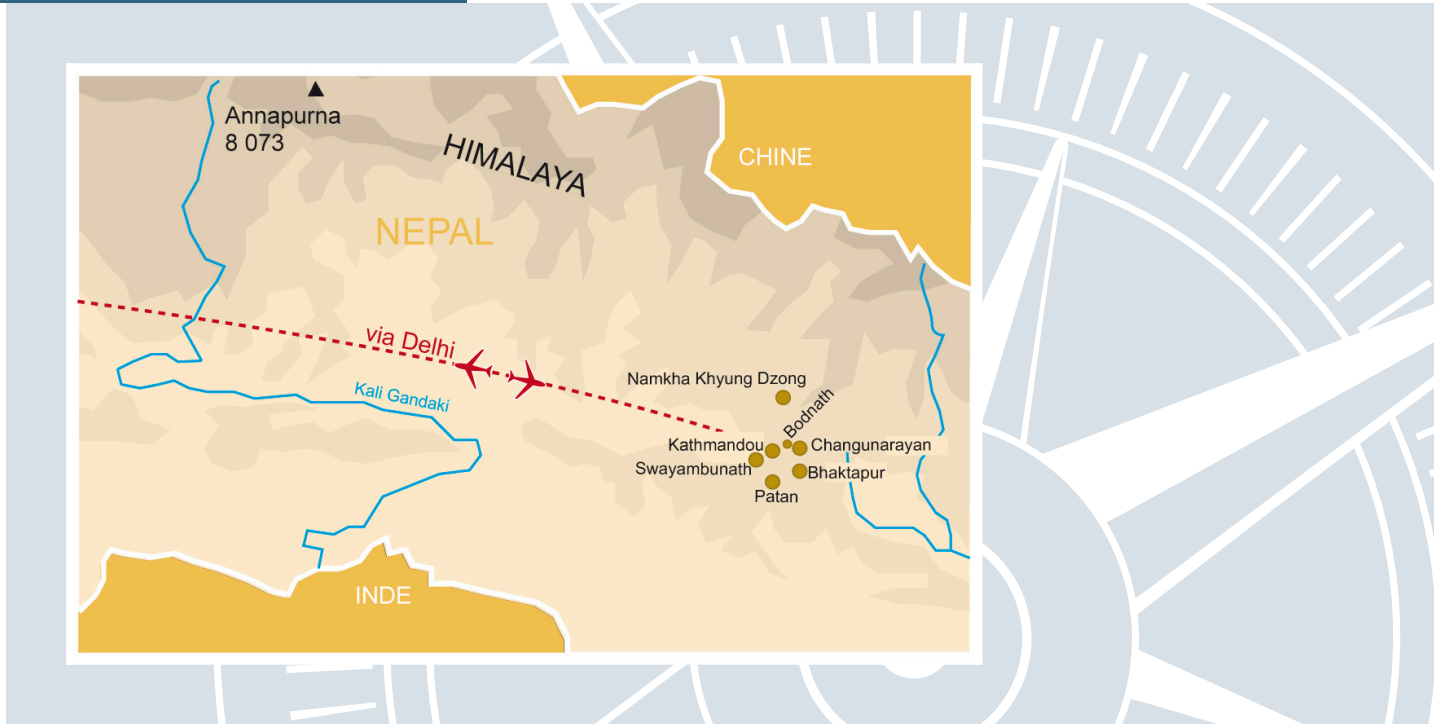 Annapurna
8 073
HIMALAYA
CHINE
NEPAL
via Delhi
Kali Gandaki
Namkha Khyung Dzong
Bodnath
Kathmandou
Changunarayan
Swayambunath
Bhaktapur
Patan
INDE